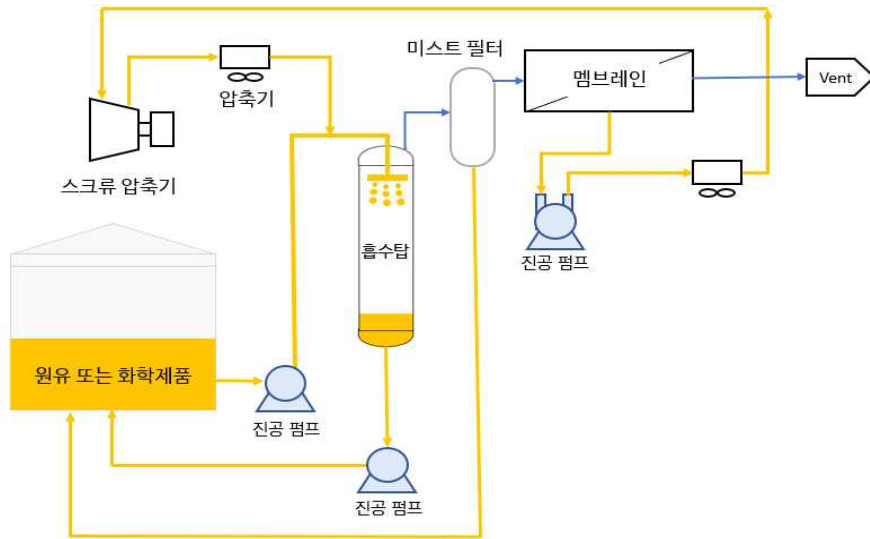 미스트 필터
멤브레인
Vent
압축기
스크류 압축기
진공 펌프
흡수탑
원유 또는 화학제품
진공 펌프
진공 펌프